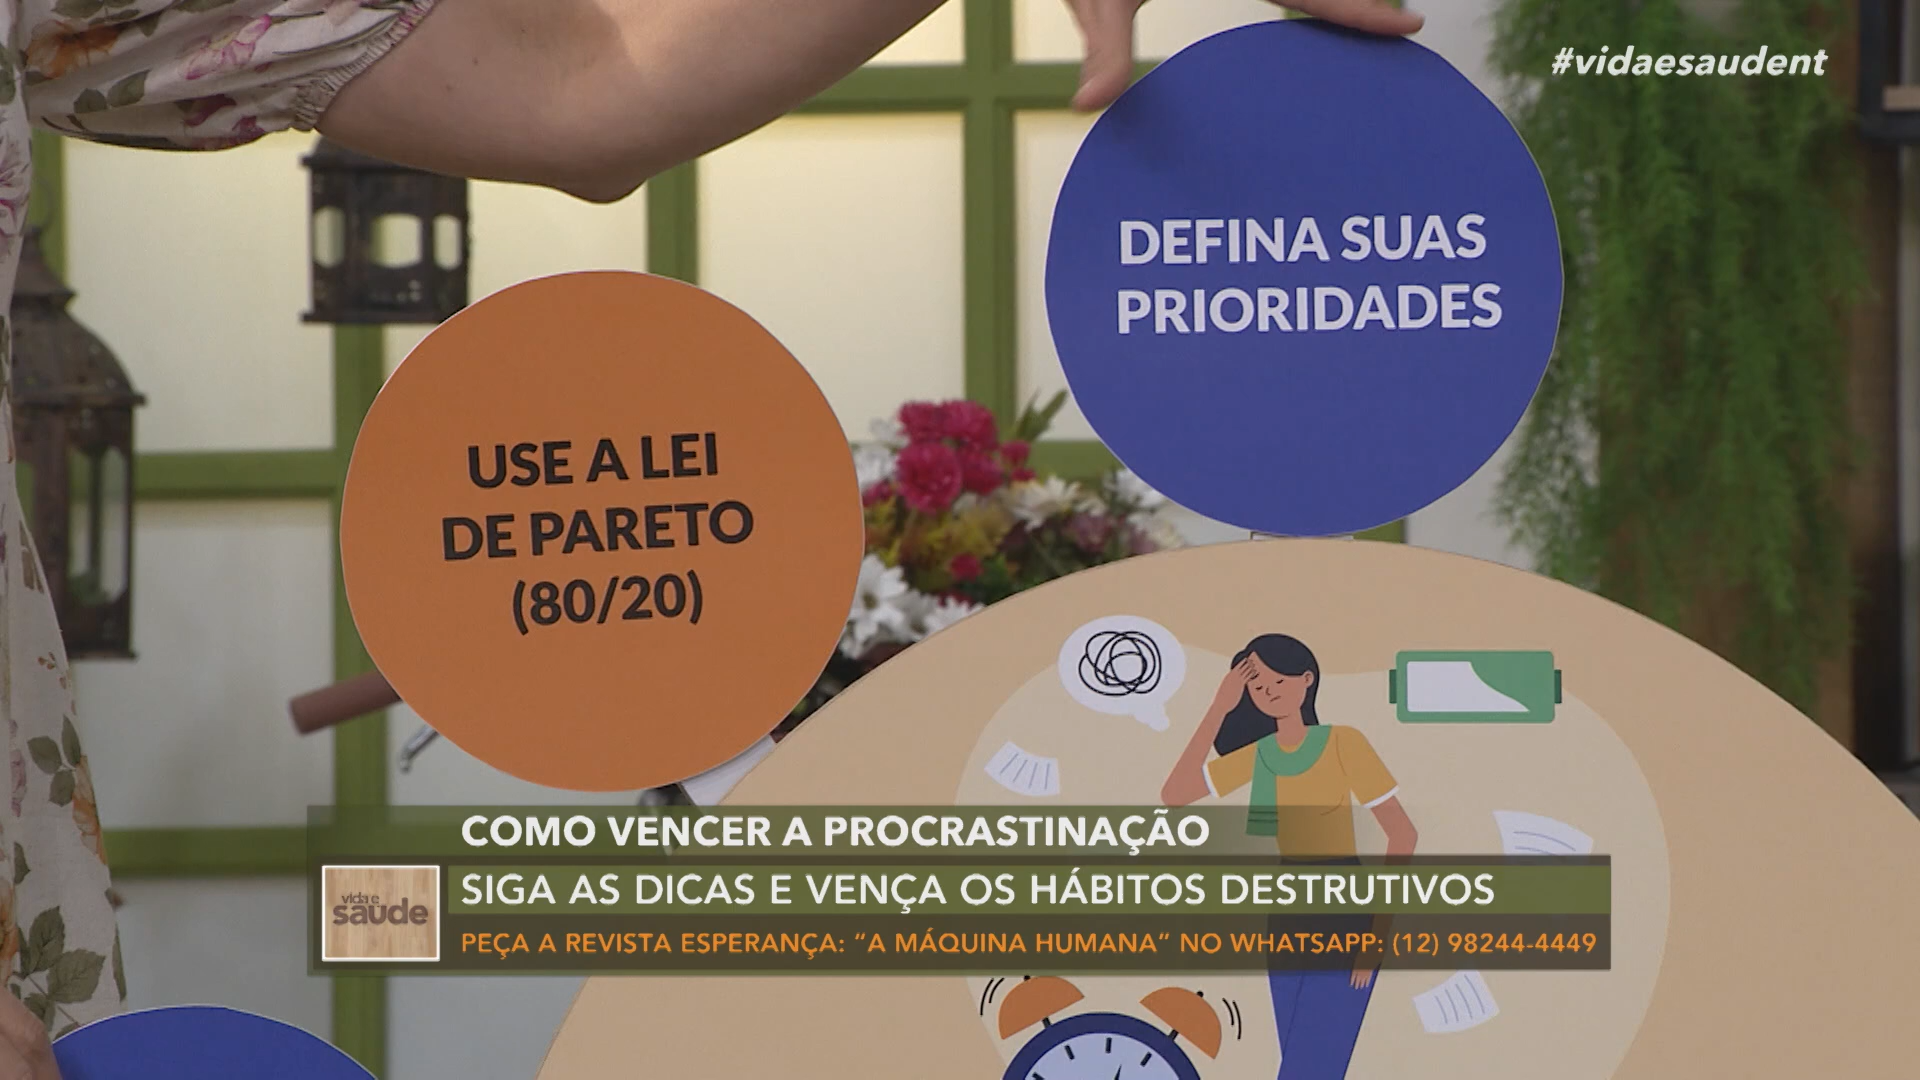 #vidaesaudent
DEFINA SUAS
PRIORIDADES
USE A LEI
DE PARETO
(80/20)
COMO VENCER A PROCRASTINAÇÃO
SIGA AS DICAS E VENÇA OS HÁBITOS DESTRUTIVOS
vida e
saúde
PEÇA A REVISTA ESPERANÇA: “A MÁQUINA HUMANA” NO WHATSAPP: (12) 98244-4449